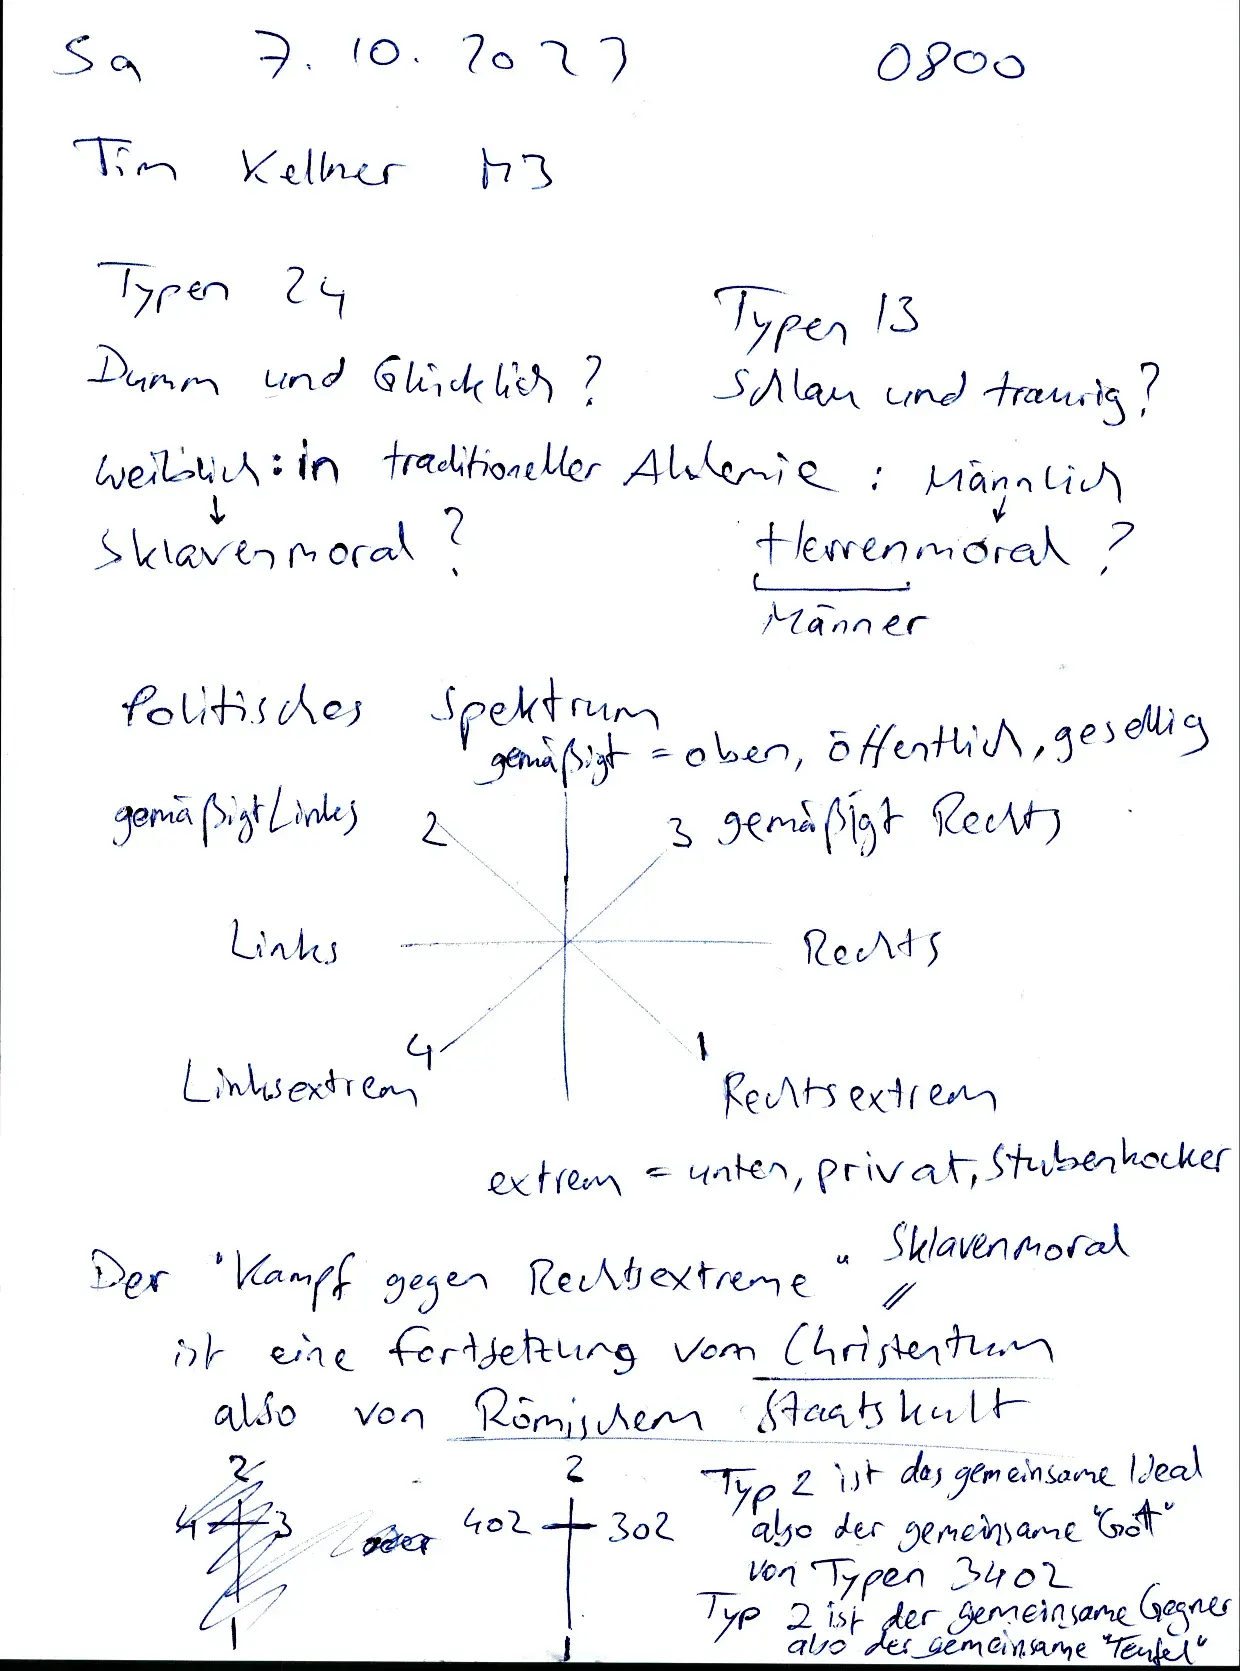 Sa 7.10.2023 0800
Tim Kellner M3
Typen 24
Typen 13
Dumm und Glücklich?
Schlau und traurig?
weiblich: in traditioneller Alchemie: Männlich
↓ ↓
Sklavenmoral?
Herrenmoral?
Männer
Politisches Spektrum
gemäßigt = oben, öffentlich, gesellig
gemäßigt Links 2
3 gemäßigt Rechts
Links Rechts
4 1
Linksextrem Rechtsextrem
extrem = unten, privat, Stubenhocker
Sklavenmoral
Der "Kampf gegen Rechtsextreme" //
ist eine Fortsetzung vom Christentum
also von Römischem Staatskult
2 2
4 3 oder 402 302
1 1
Typ 2 ist das gemeinsame Ideal
also der gemeinsame "Gott"
von Typen 3402
Typ 2 ist der gemeinsame Gegner
also der gemeinsame "Teufel"